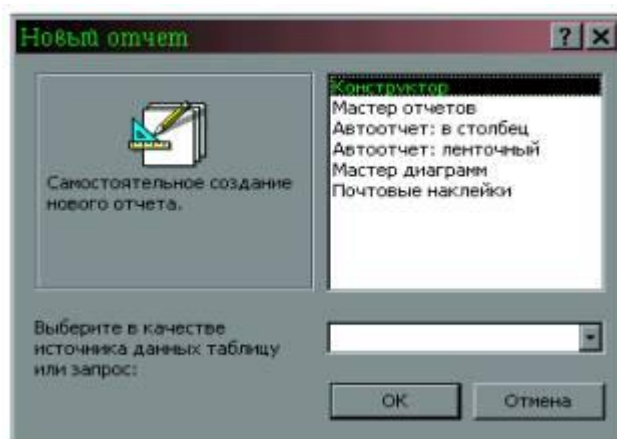 Новый отчет
Конструктор
Мастер отчетов
Автоотчет: в столбец
Автоотчет: ленточный
Мастер диаграмм
Почтовые наклейки
Самостоятельное создание
нового отчета.
Выберите в качестве
источника данных таблицу
или запрос:
ОК
Отмена